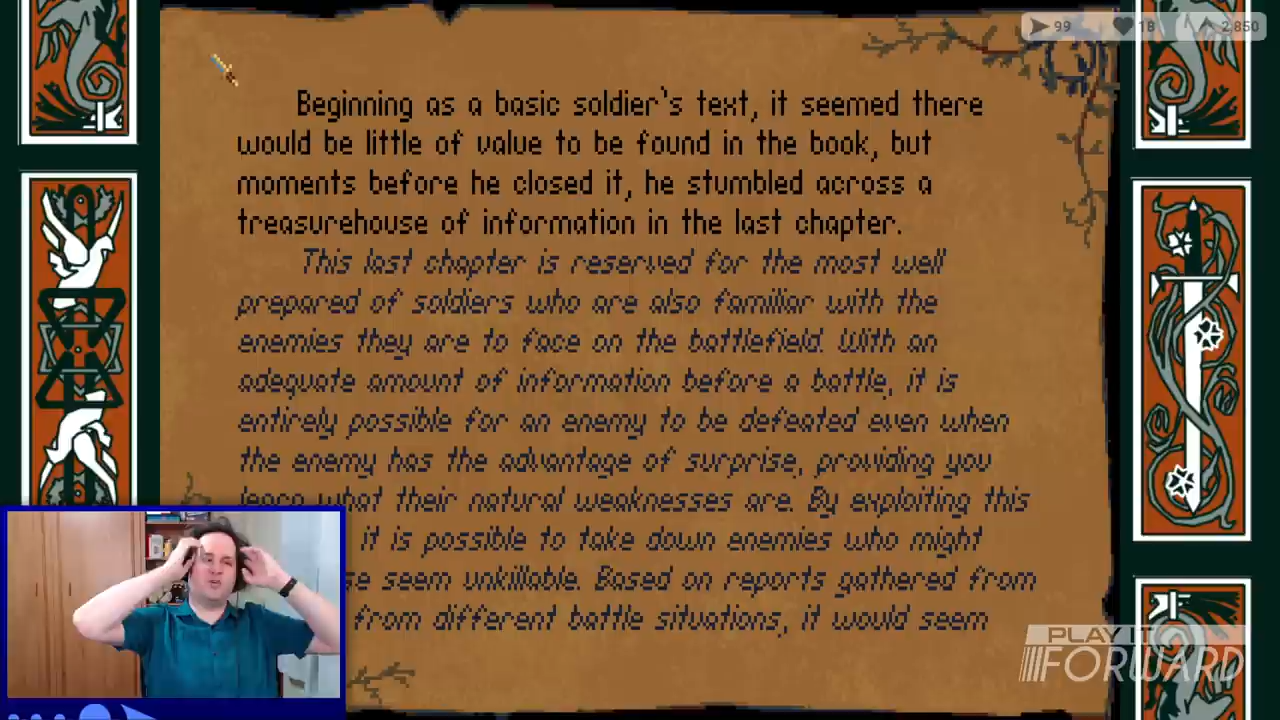 99 18 2,850
Beginning as a basic soldier's text, it seemed there
would be little of value to be found in the book, but
moments before he closed it, he stumbled across a
treasurehouse of information in the last chapter.
This last chapter is reserved for the most well
prepared of soldiers who are also familiar with the
enemies they are to face on the battlefield. With an
adequate amount of information before a battle, it is
entirely possible for an enemy to be defeated even when
the enemy has the advantage of surprise, providing you
learn what their natural weaknesses are. By exploiting this
it is possible to take down enemies who might
se seem unkillable. Based on reports gathered from
from different battle situations, it would seem
PLAY IT
FORWARD